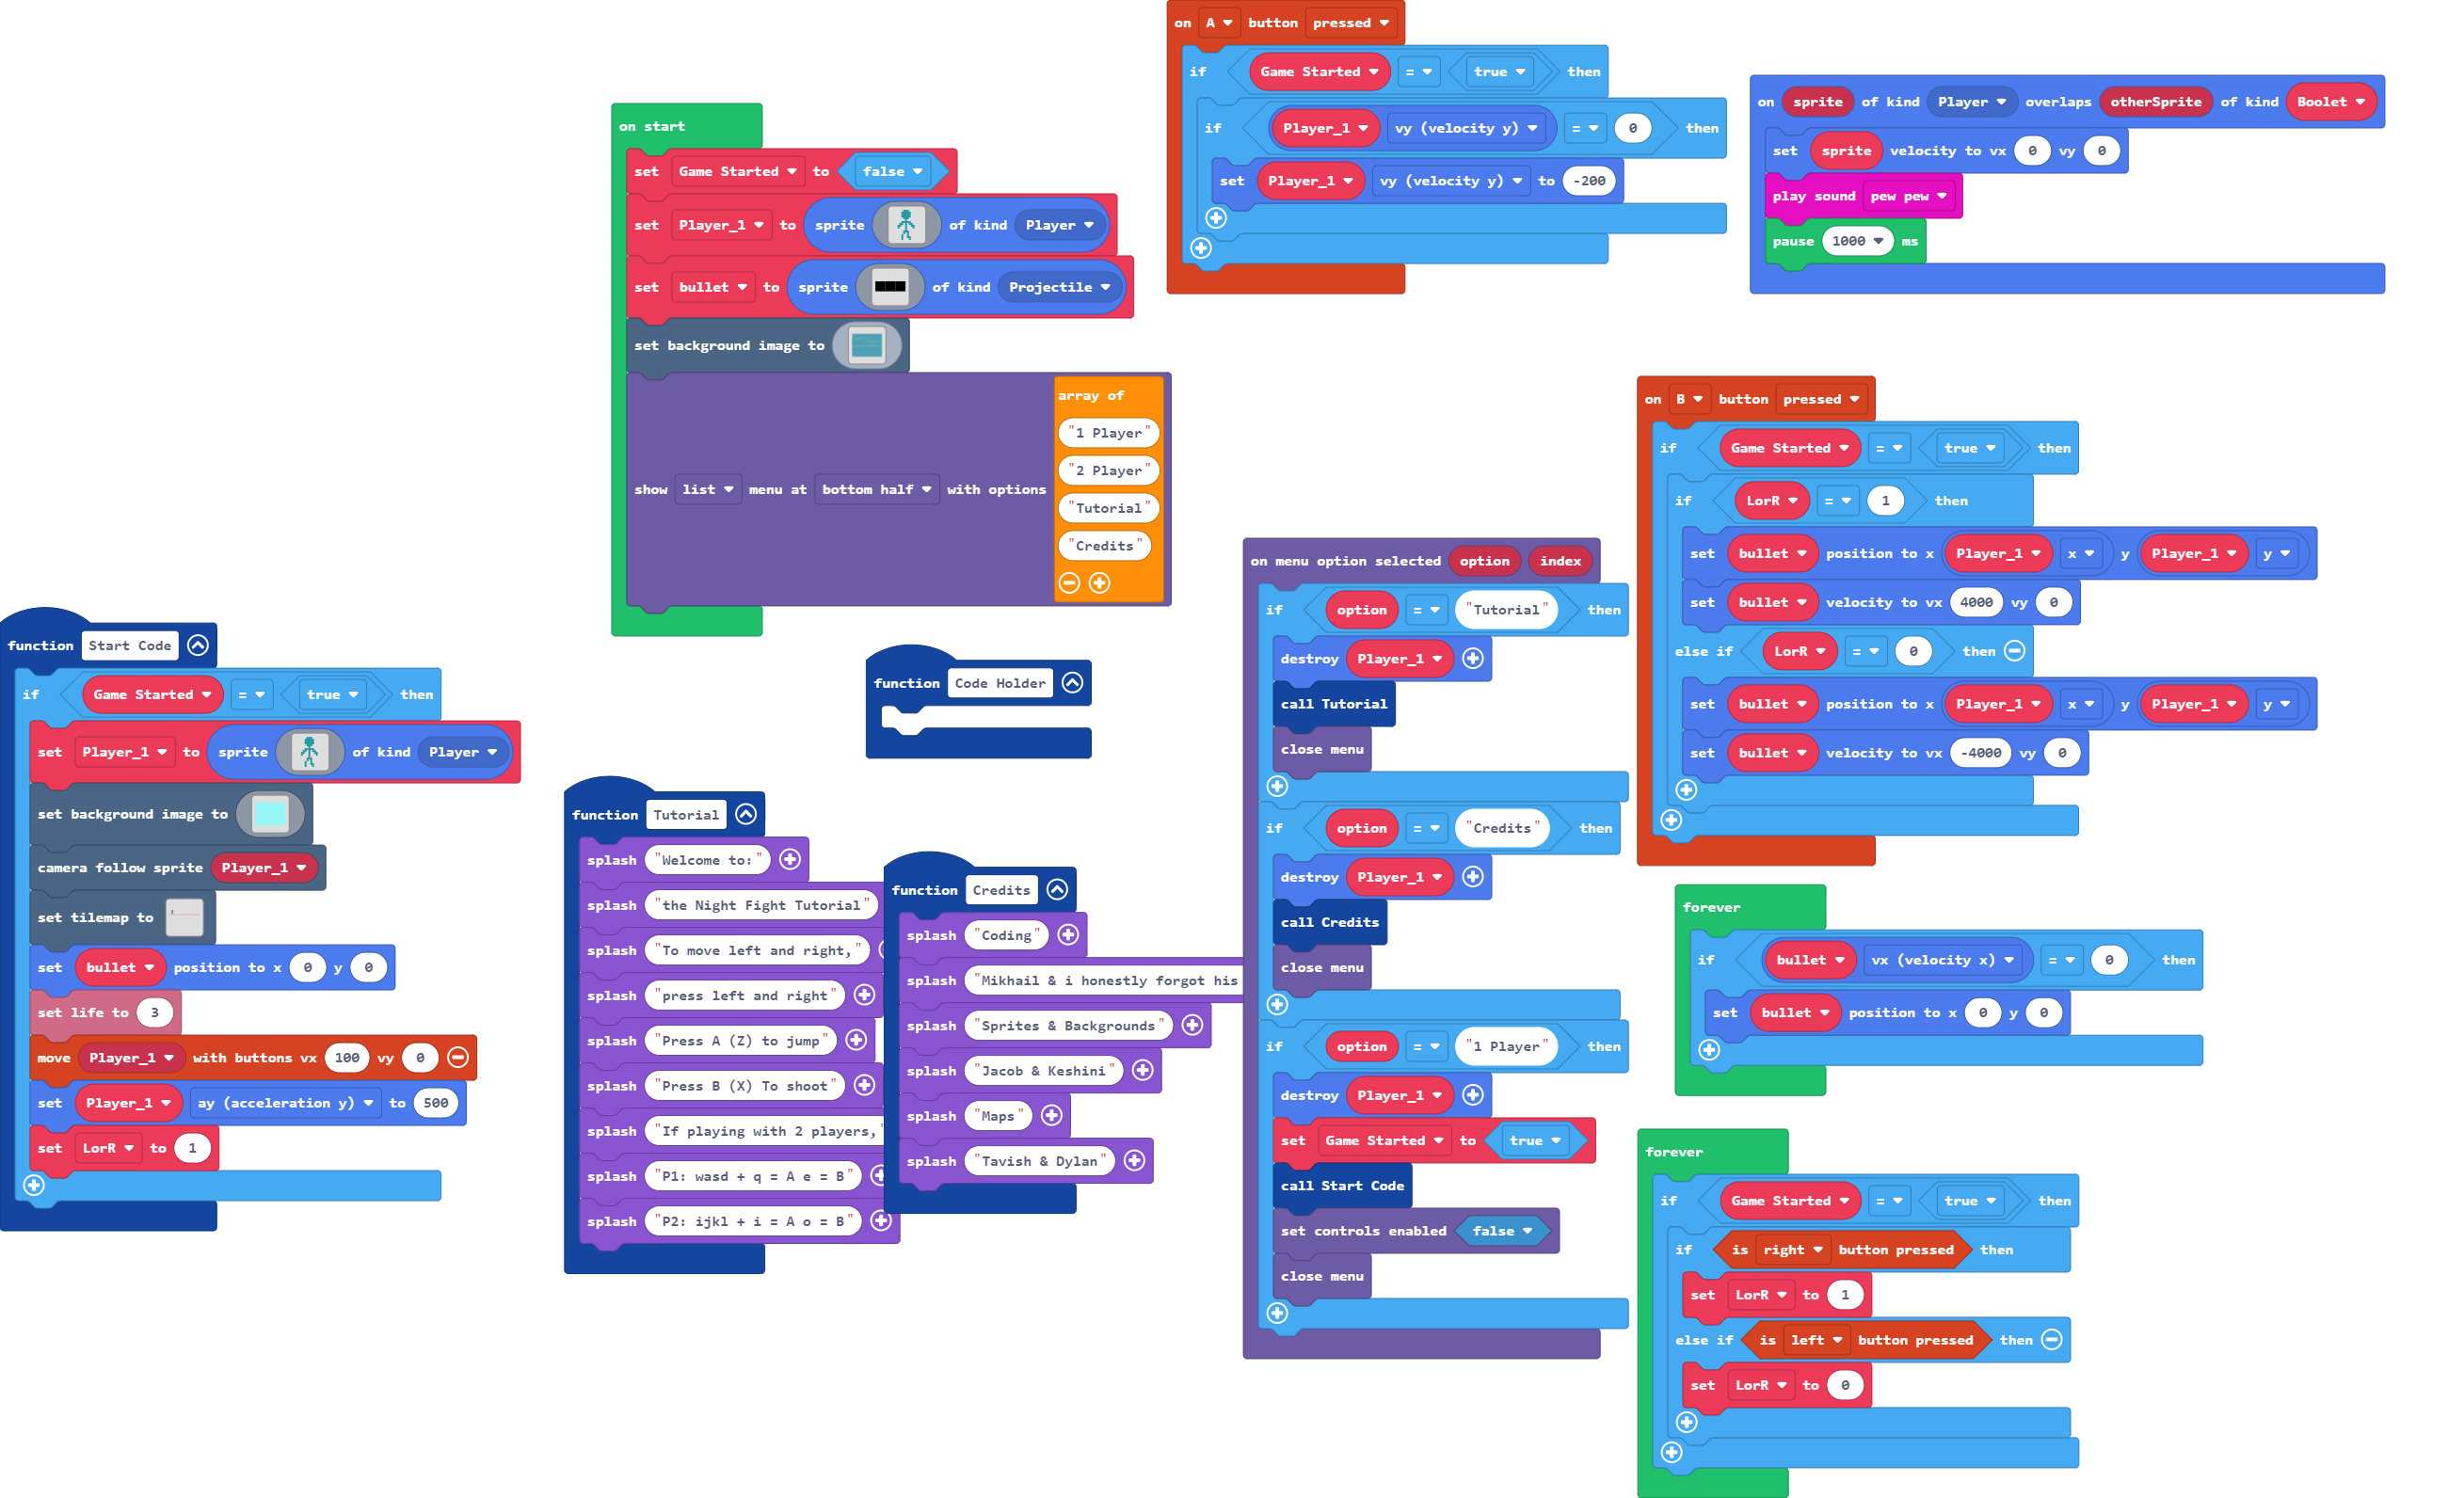 on A button pressed
if Game Started = true then
if Player_1 vy (velocity y) = 0 then
set Player_1 vy (velocity y) to -200
on sprite of kind Player overlaps otherSprite of kind Boolet
set sprite velocity to vx 0 vy 0
play sound pew pew
pause 1000 ms
on start
set Game Started to false
set Player_1 to sprite of kind Player
set bullet to sprite of kind Projectile
set background image to
show list menu at bottom half with options
array of
"1 Player"
"2 Player"
"Tutorial"
"Credits"
on B button pressed
if Game Started = true then
if LorR = 1 then
set bullet position to x Player_1 x y Player_1 y
set bullet velocity to vx 4000 vy 0
else if LorR = 0 then
set bullet position to x Player_1 x y Player_1 y
set bullet velocity to vx -4000 vy 0
function Start Code
if Game Started = true then
set Player_1 to sprite of kind Player
set background image to
camera follow sprite Player_1
set tilemap to
set bullet position to x 0 y 0
set life to 3
move Player_1 with buttons vx 100 vy 0
set Player_1 ay (acceleration y) to 500
set LorR to 1
function Code Holder
function Tutorial
splash "Welcome to:"
splash "the Night Fight Tutorial"
splash "To move left and right,"
splash "press left and right"
splash "Press A (Z) to jump"
splash "Press B (X) To shoot"
splash "If playing with 2 players,"
splash "P1: wasd + q = A e = B"
splash "P2: ijkl + i = A o = B"
function Credits
splash "Coding"
splash "Mikhail & i honestly forgot his
splash "Sprites & Backgrounds"
splash "Jacob & Keshini"
splash "Maps"
splash "Tavish & Dylan"
on menu option selected option index
if option = "Tutorial" then
destroy Player_1
call Tutorial
close menu
if option = "Credits" then
destroy Player_1
call Credits
close menu
if option = "1 Player" then
destroy Player_1
set Game Started to true
call Start Code
set controls enabled false
close menu
forever
if bullet vx (velocity x) = 0 then
set bullet position to x 0 y 0
forever
if Game Started = true then
if is right button pressed then
set LorR to 1
else if is left button pressed then
set LorR to 0